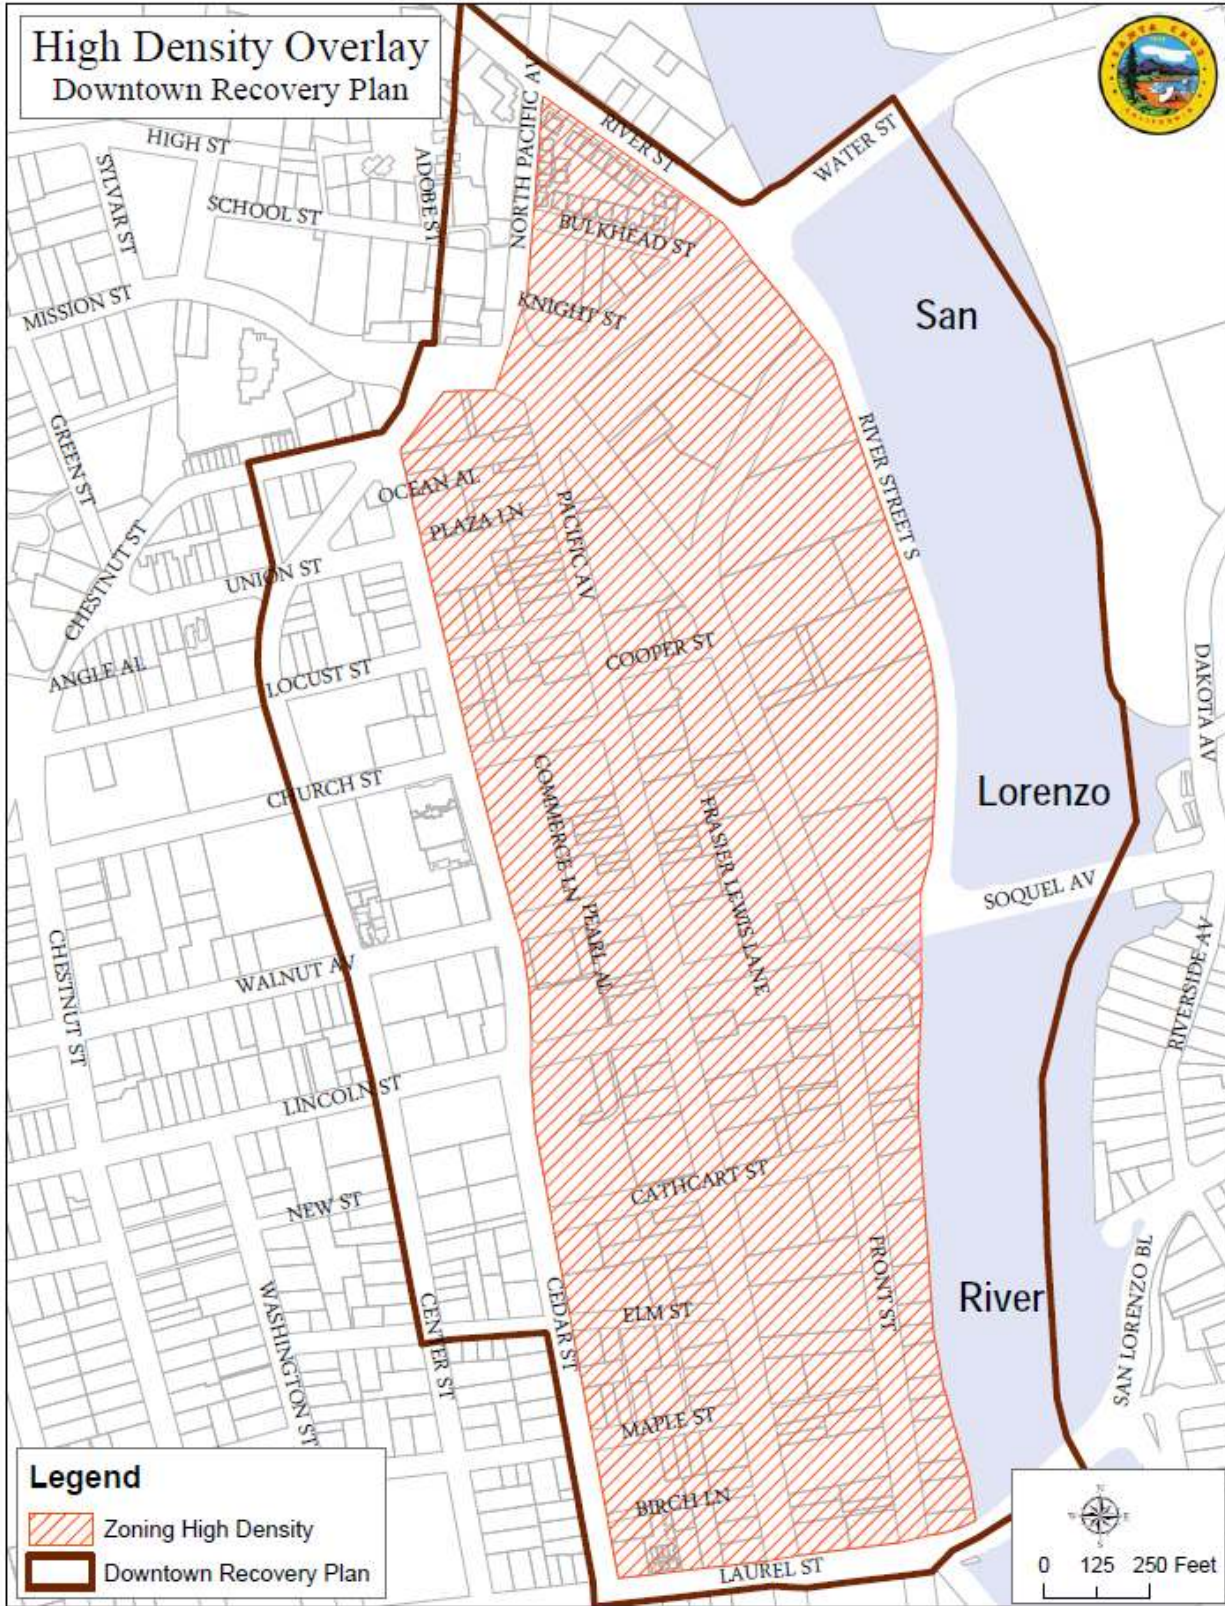 High Density Overlay
Downtown Recovery Plan
SANTA CRUZ
CALIFORNIA
HIGH ST
SYLVAR ST
SCHOOL ST
ADOBE ST
NORTH PACIFIC AV
RIVER ST
WATER ST
BULKHEAD ST
MISSION ST
KNIGHT ST
San
GREEN ST
RIVER STREET S
OCEAN AL
PLAZA LN
PACIFIC AV
CHESTNUT ST
UNION ST
COOPER ST
ANGLE AL
LOCUST ST
DAKOTA AV
CHURCH ST
COMMERCE LN
FRASIER LEWIS LANE
Lorenzo
SOQUEL AV
PEARL AL
CHESTNUT ST
WALNUT AV
RIVERSIDE AV
LINCOLN ST
CATHCART ST
NEW ST
FRONT ST
River
SAN LORENZO BL
WASHINGTON ST
CENTER ST
CEDAR ST
ELM ST
MAPLE ST
BIRCH LN
LAUREL ST
Legend
Zoning High Density
Downtown Recovery Plan
N
W
E
S
0 125 250 Feet